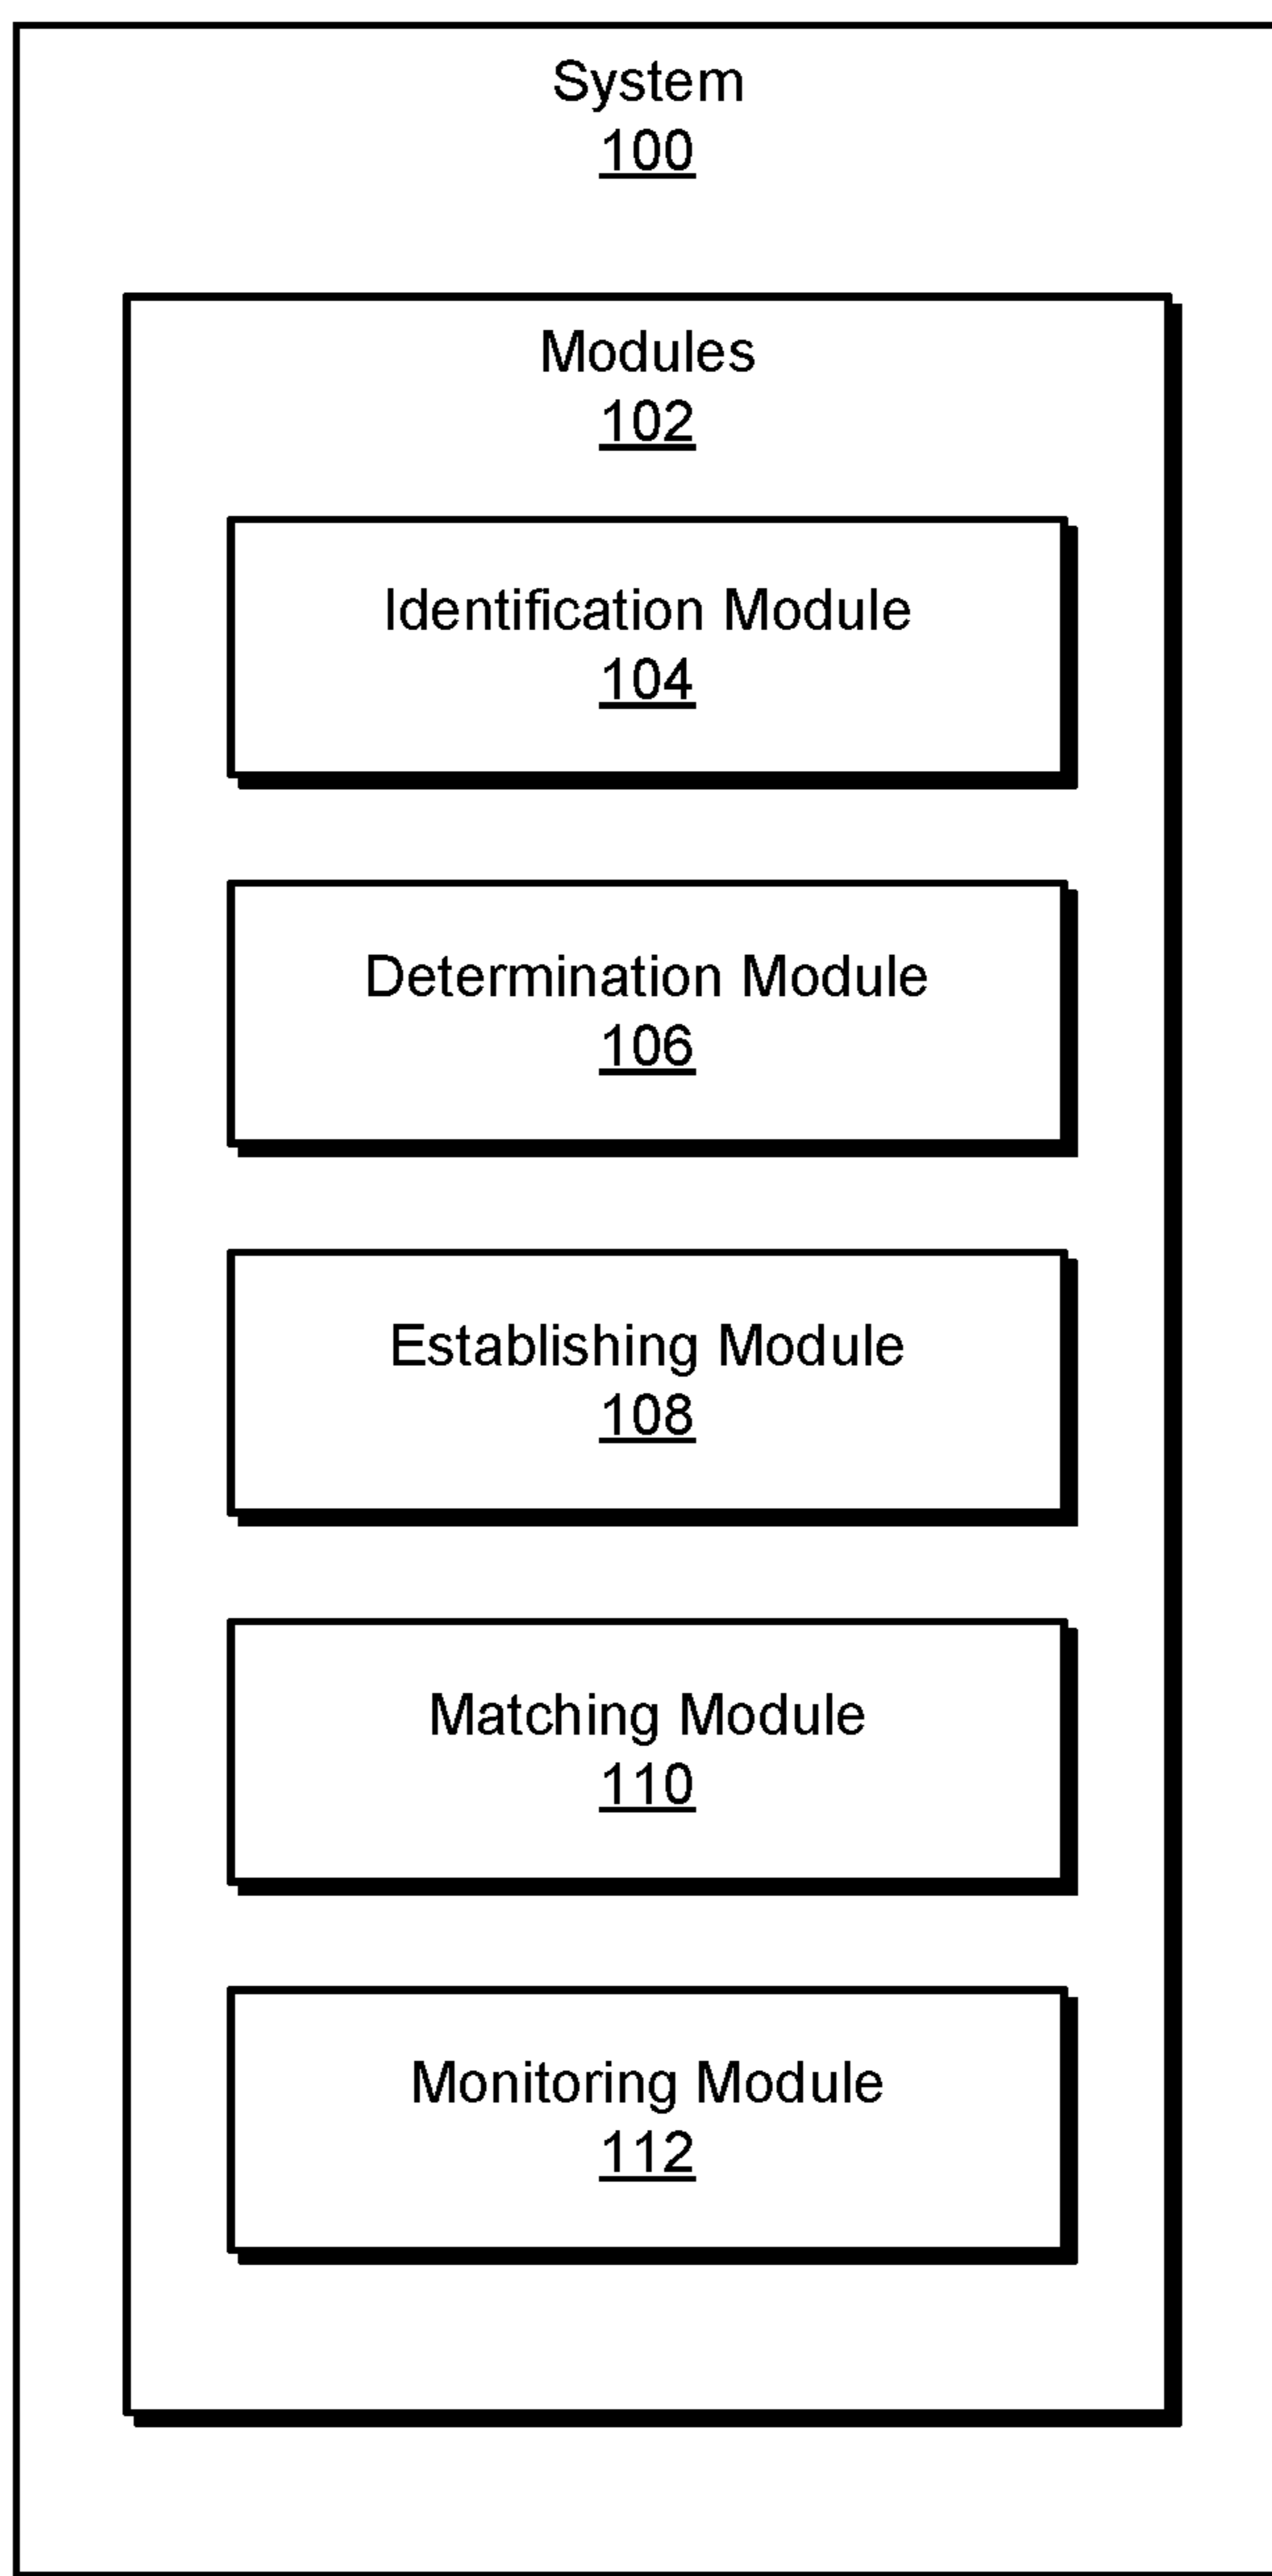 System
100
Modules
102
Identification Module
104
Determination Module
106
Establishing Module
108
Matching Module
110
Monitoring Module
112